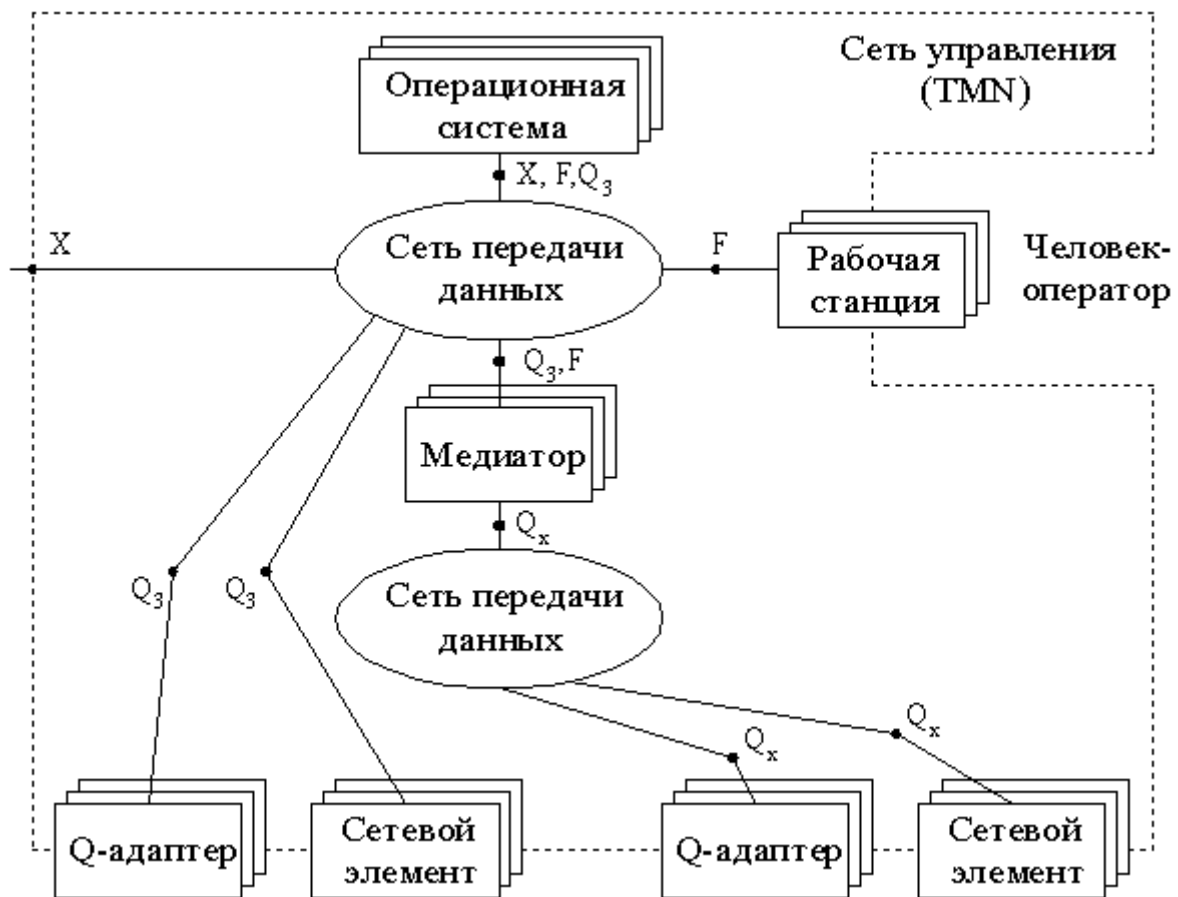 Сеть управления
(TMN)
Операционная
система
X, F,Q3
X
Сеть передачи
данных
F
Рабочая
станция
Человек-
оператор
Q3,F
Медиатор
Qx
Q3
Q3
Сеть передачи
данных
Qx
Qx
Q-адаптер
Сетевой
элемент
Q-адаптер
Сетевой
элемент